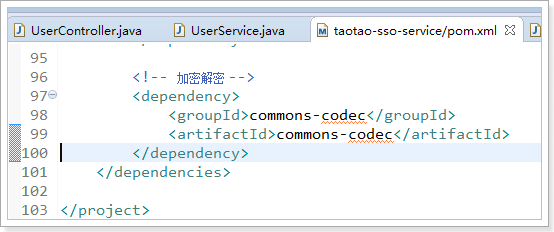 UserController.java UserService.java taotao-sso-service/pom.xml
95
96 <!-- 加密解密 -->
97 <dependency>
98 <groupId>commons-codec</groupId>
99 <artifactId>commons-codec</artifactId>
100 </dependency>
101 </dependencies>
102
103 </project>